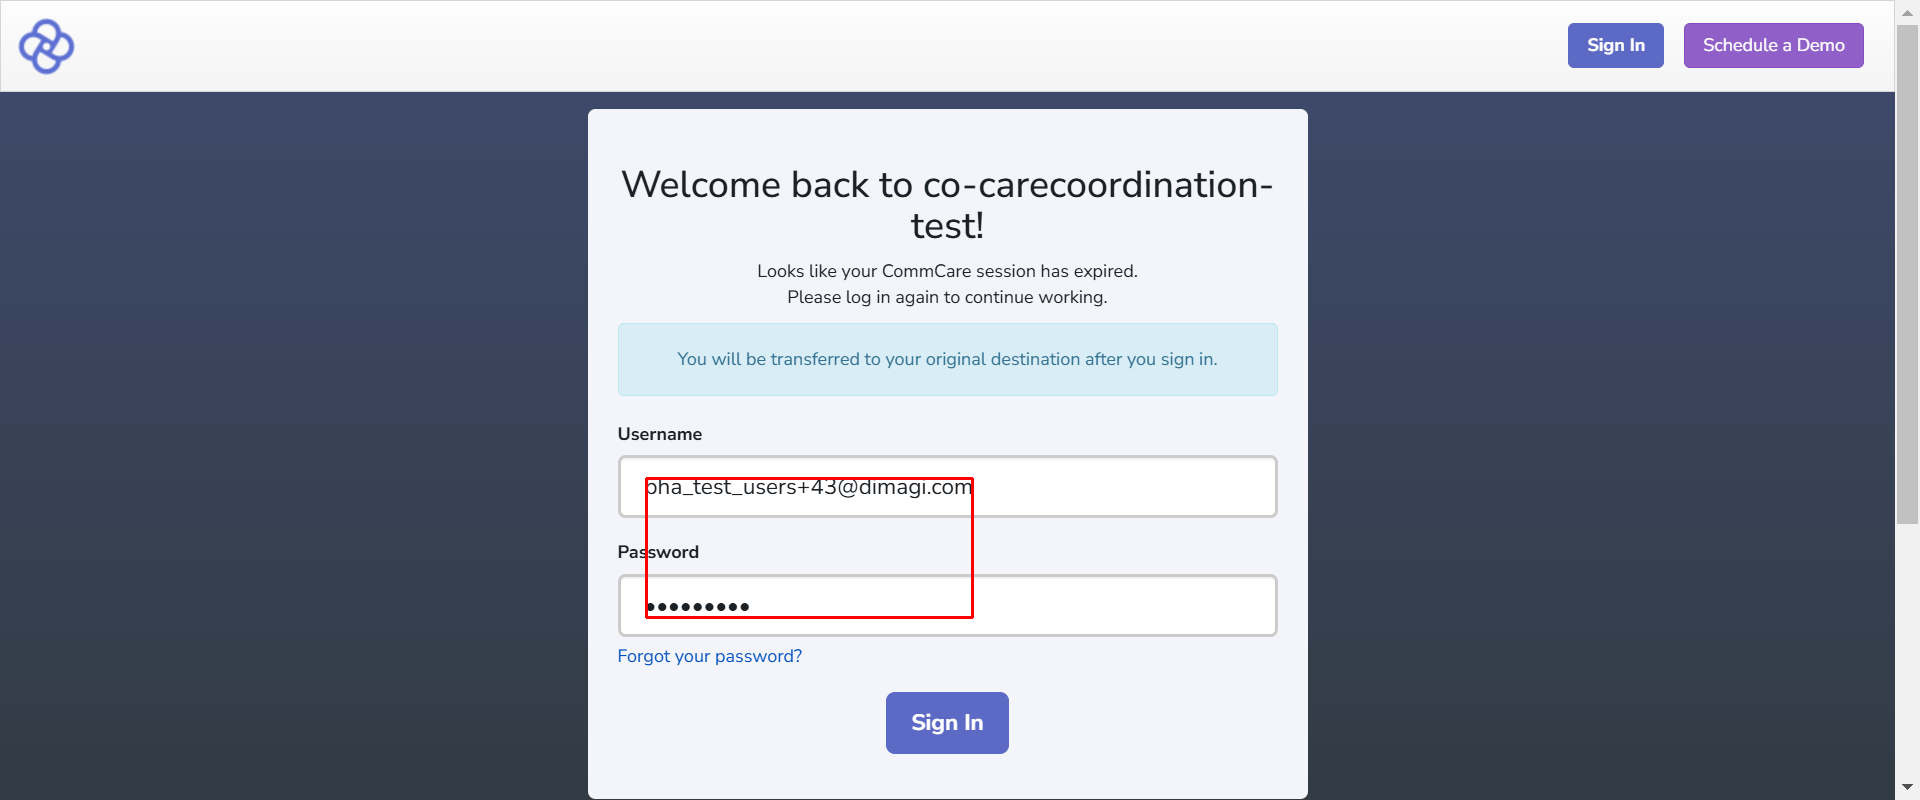 Sign In
Schedule a Demo
Welcome back to co-carecoordination-
test!
Looks like your CommCare session has expired.
Please log in again to continue working.
You will be transferred to your original destination after you sign in.
Username
bha_test_users+43@dimagi.com
Password
•••••••••
Forgot your password?
Sign In